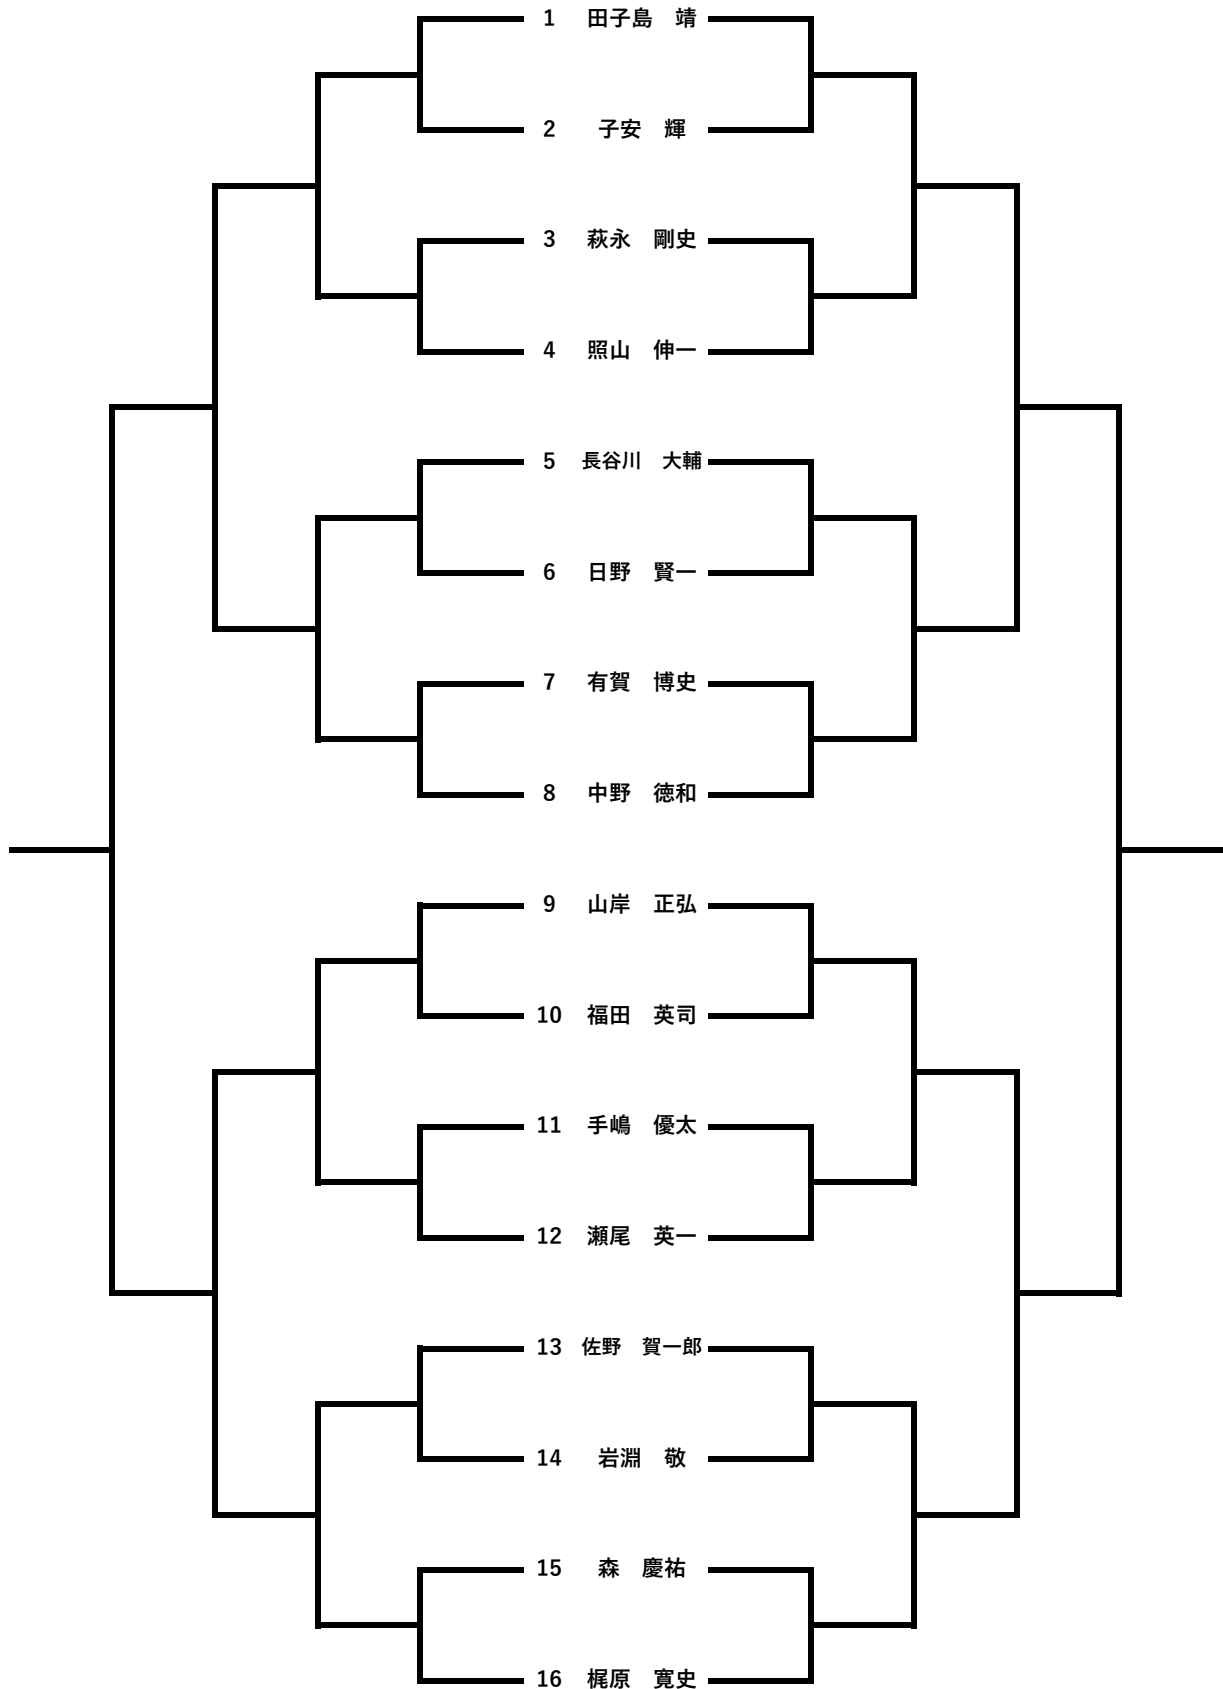 1 田子島　靖
2 子安　輝
3 萩永　剛史
4 照山　伸一
5 長谷川　大輔
6 日野　賢一
7 有賀　博史
8 中野　徳和
9 山岸　正弘
10 福田　英司
11 手嶋　優太
12 瀬尾　英一
13 佐野　賀一郎
14 岩淵　敬
15 森　慶祐
16 梶原　寛史